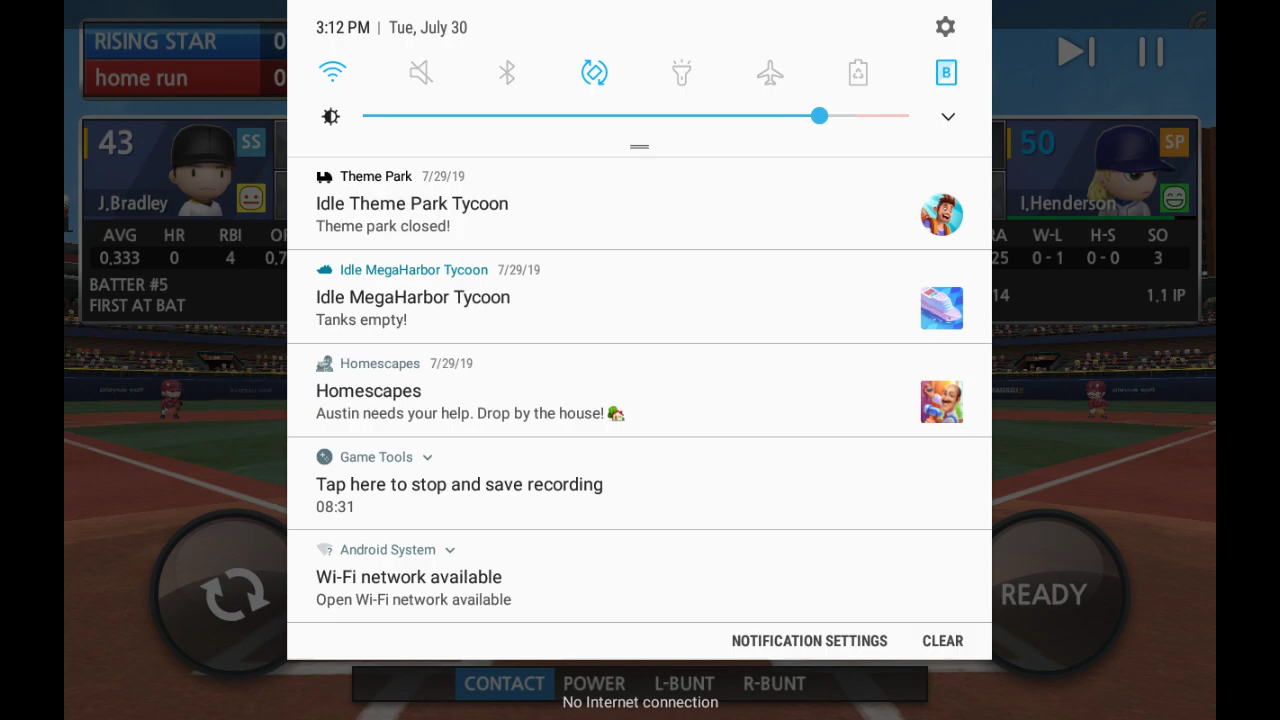 3:12 PM | Tue, July 30
RISING STAR 0
home run 0
43 SS
J.Bradley
AVG HR RBI
0.333 0 4 0.7
BATTER #5
FIRST AT BAT
B
Theme Park 7/29/19
Idle Theme Park Tycoon
Theme park closed!
Idle MegaHarbor Tycoon 7/29/19
Idle MegaHarbor Tycoon
Tanks empty!
Homescapes 7/29/19
Homescapes
Austin needs your help. Drop by the house!🏡
Game Tools
Tap here to stop and save recording
08:31
Android System
Wi-Fi network available
Open Wi-Fi network available
NOTIFICATION SETTINGS CLEAR
50 SP
I.Henderson
RA W-L H-S SO
25 0-1 0-0 3
14 1.1 IP
READY
CONTACT POWER L-BUNT R-BUNT
No Internet connection